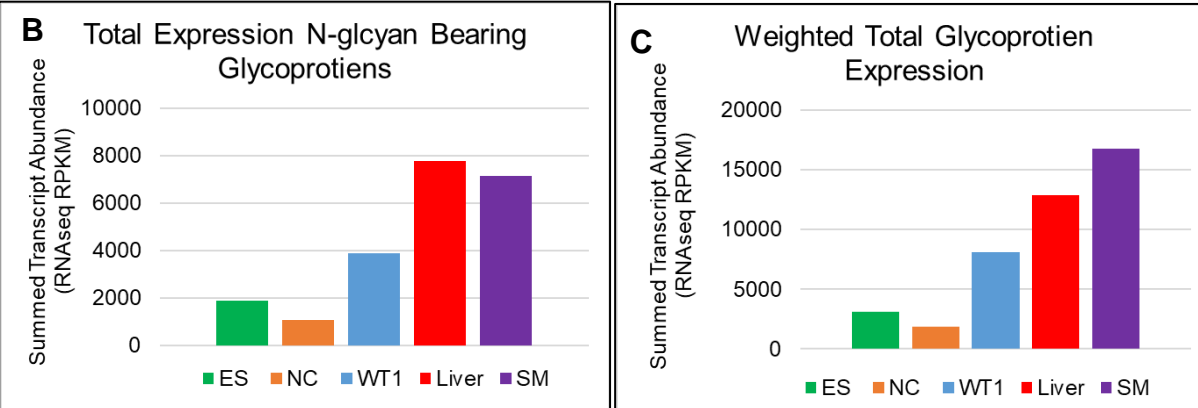 B
Total Expression N-glcyan Bearing
Glycoprotiens
Summed Transcript Abundance
(RNAseq RPKM)
10000
8000
6000
4000
2000
0
ES NC WT1 Liver SM
C
Weighted Total Glycoprotien
Expression
Summed Transcript Abundance
(RNAseq RPKM)
20000
15000
10000
5000
0
ES NC WT1 Liver SM